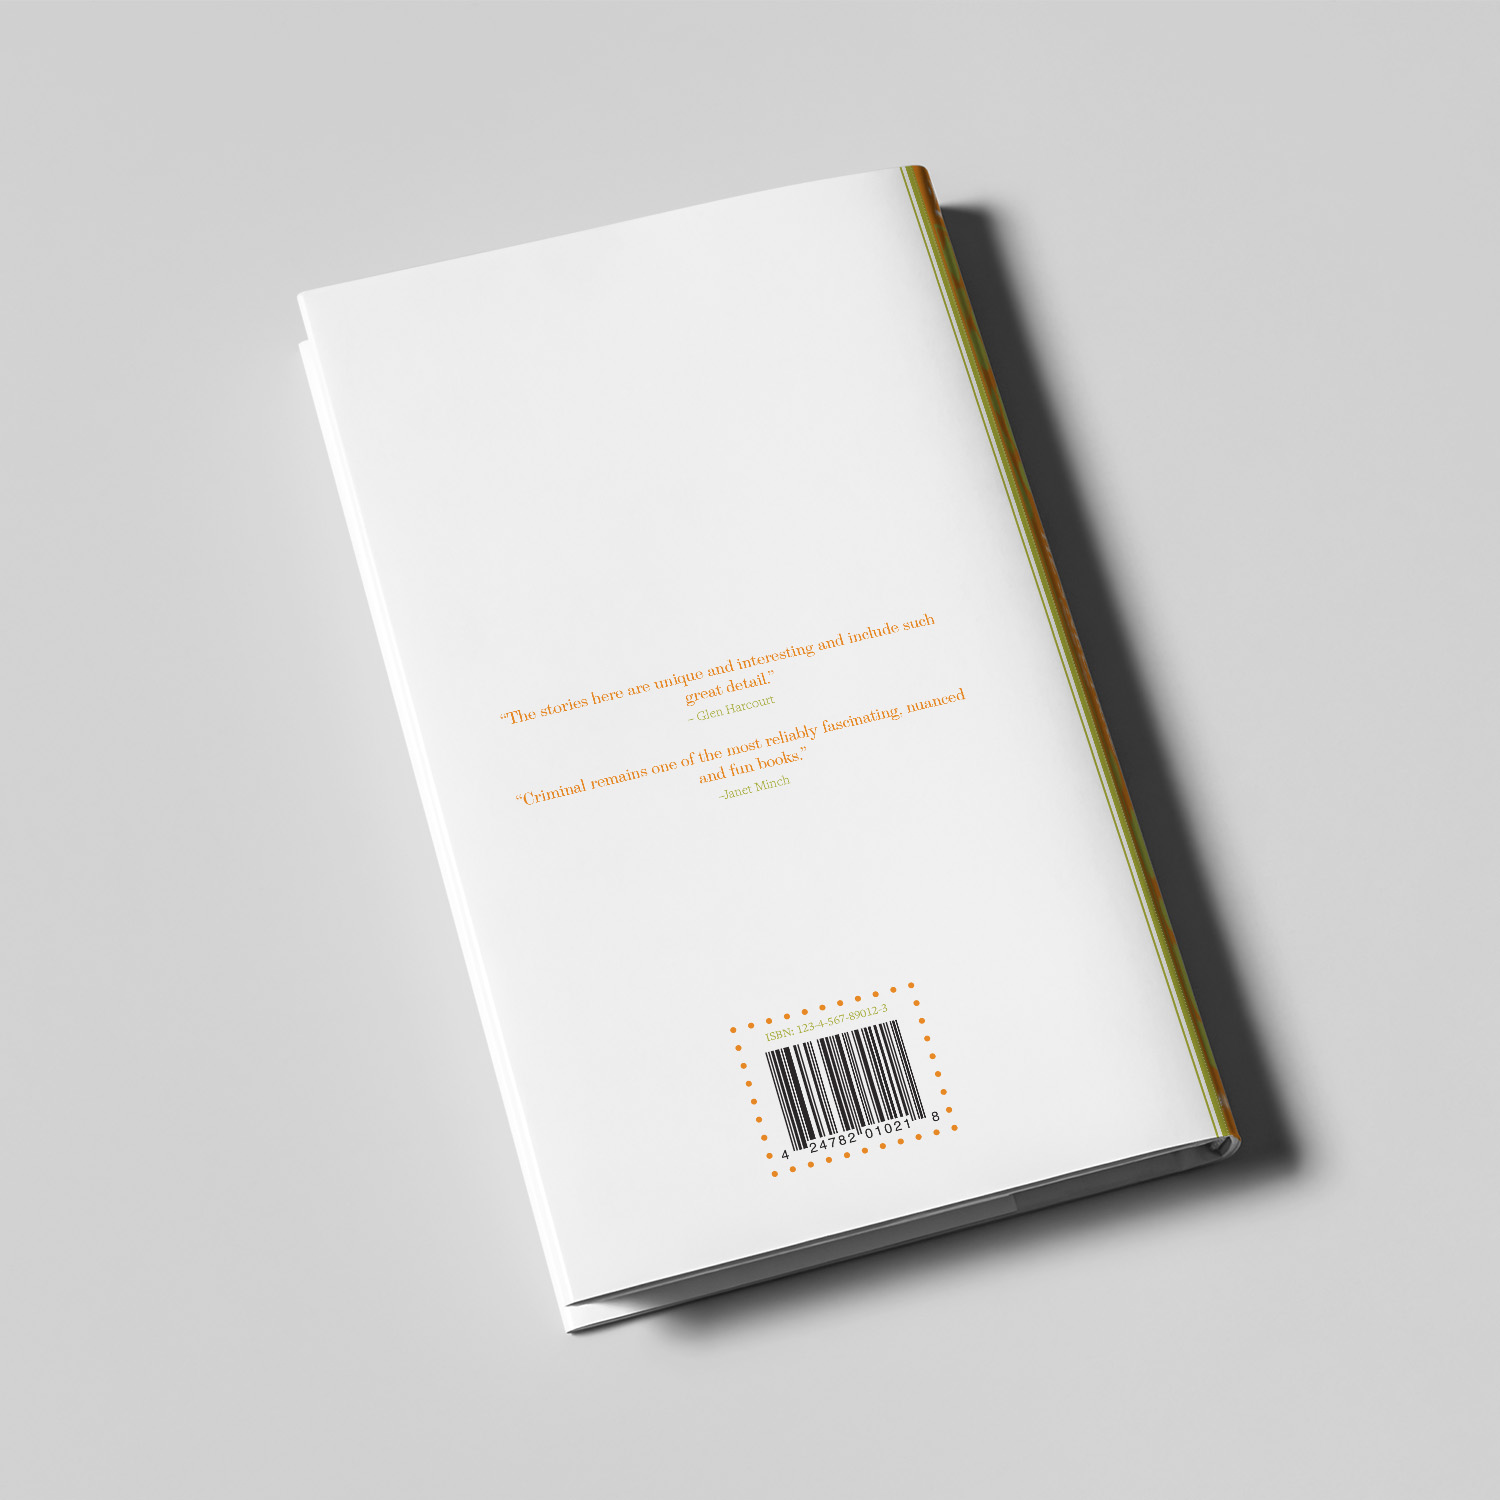 “The stories here are unique and interesting and include such
great detail.”
– Glen Harcourt
“Criminal remains one of the most reliably fascinating, nuanced
and fun books.”
–Janet Minch
ISBN: 123-4-567-89012-3
4 24782 01021 8